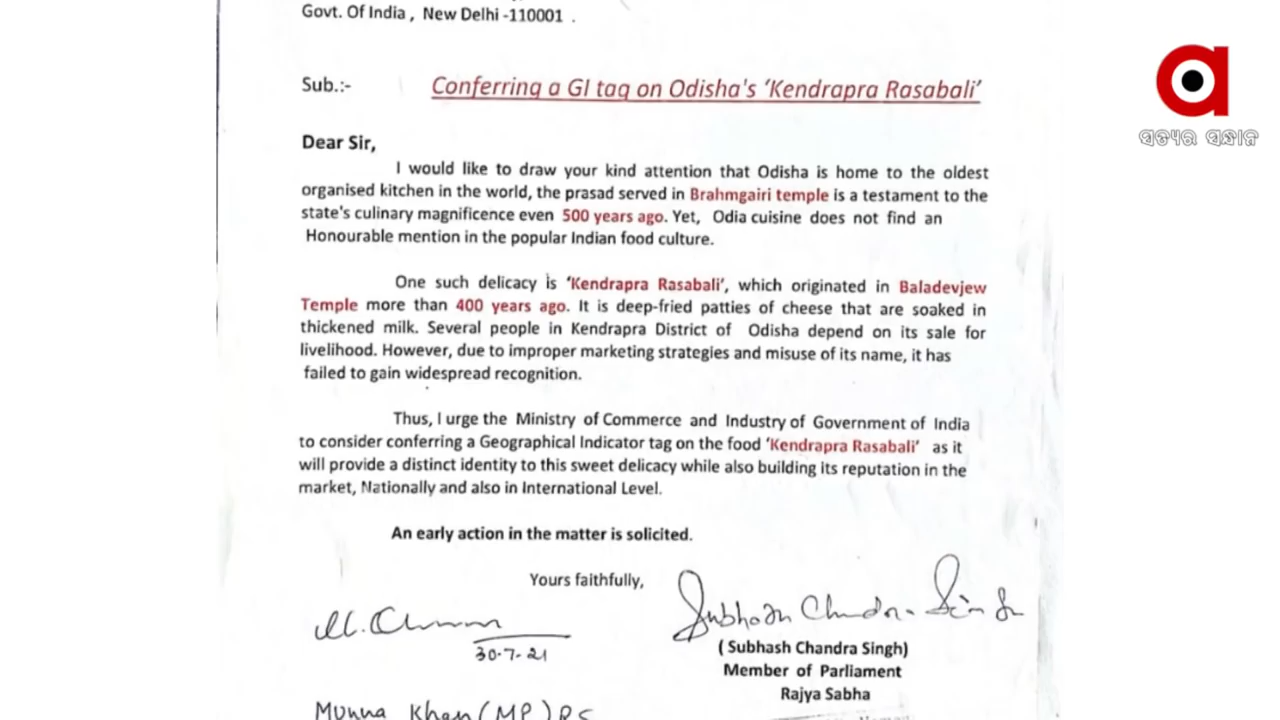 Govt. Of India , New Delhi -110001 .
Sub.:- Conferring a GI tag on Odisha's ‘Kendrapra Rasabali’
ସତ୍ୟର ସନ୍ଧାନ
Dear Sir,
I would like to draw your kind attention that Odisha is home to the oldest
organised kitchen in the world, the prasad served in Brahmgairi temple is a testament to the
state's culinary magnificence even 500 years ago. Yet, Odia cuisine does not find an
Honourable mention in the popular Indian food culture.
One such delicacy is ‘Kendrapra Rasabali’, which originated in Baladevjew
Temple more than 400 years ago. It is deep-fried patties of cheese that are soaked in
thickened milk. Several people in Kendrapra District of Odisha depend on its sale for
livelihood. However, due to improper marketing strategies and misuse of its name, it has
failed to gain widespread recognition.
Thus, I urge the Ministry of Commerce and Industry of Government of India
to consider conferring a Geographical Indicator tag on the food ‘Kendrapra Rasabali’ as it
will provide a distinct identity to this sweet delicacy while also building its reputation in the
market, Nationally and also in International Level.
An early action in the matter is solicited.
Yours faithfully,
Subhash Chandra Singh
30-7-21
( Subhash Chandra Singh)
Member of Parliament
Rajya Sabha
Munna Khan (MP) RS